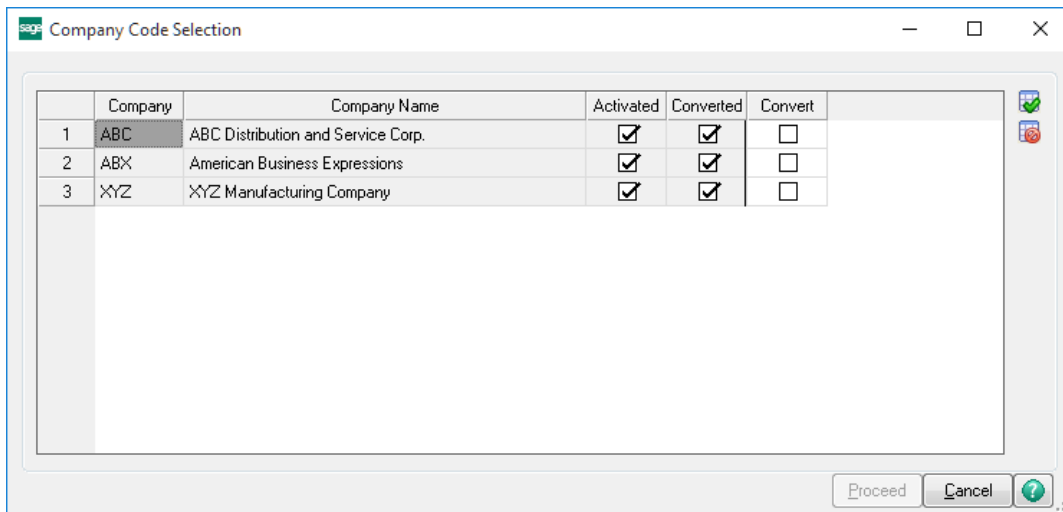 sage Company Code Selection
Company Company Name Activated Converted Convert
1 ABC ABC Distribution and Service Corp.
2 ABX American Business Expressions
3 XYZ XYZ Manufacturing Company
Proceed Cancel ?